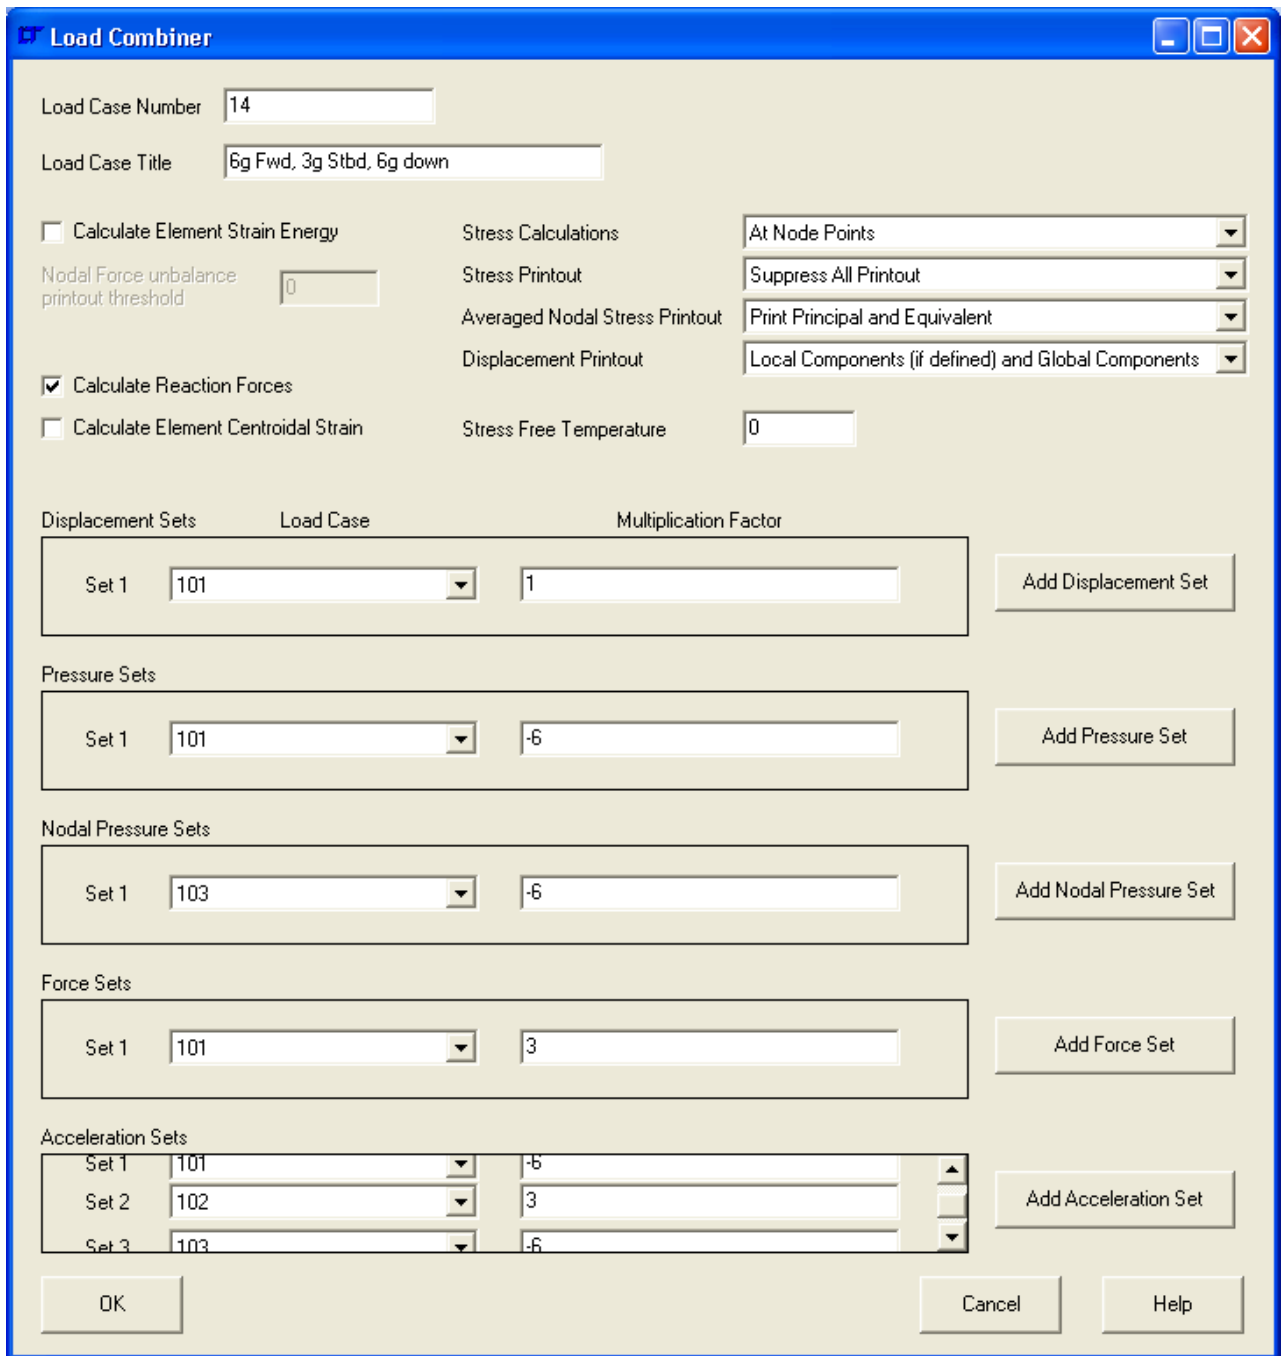 Load Combiner
Load Case Number 14
Load Case Title 6g Fwd, 3g Stbd, 6g down
Calculate Element Strain Energy Stress Calculations At Node Points
Nodal Force unbalance
printout threshold 0
Stress Printout Suppress All Printout
Averaged Nodal Stress Printout Print Principal and Equivalent
Displacement Printout Local Components (if defined) and Global Components
Calculate Reaction Forces
Calculate Element Centroidal Strain Stress Free Temperature 0
Displacement Sets Load Case Multiplication Factor
Set 1 101 1 Add Displacement Set
Pressure Sets
Set 1 101 -6 Add Pressure Set
Nodal Pressure Sets
Set 1 103 -6 Add Nodal Pressure Set
Force Sets
Set 1 101 3 Add Force Set
Acceleration Sets
Set 1 101 -6
Set 2 102 3 Add Acceleration Set
Set 3 103 -6
OK Cancel Help